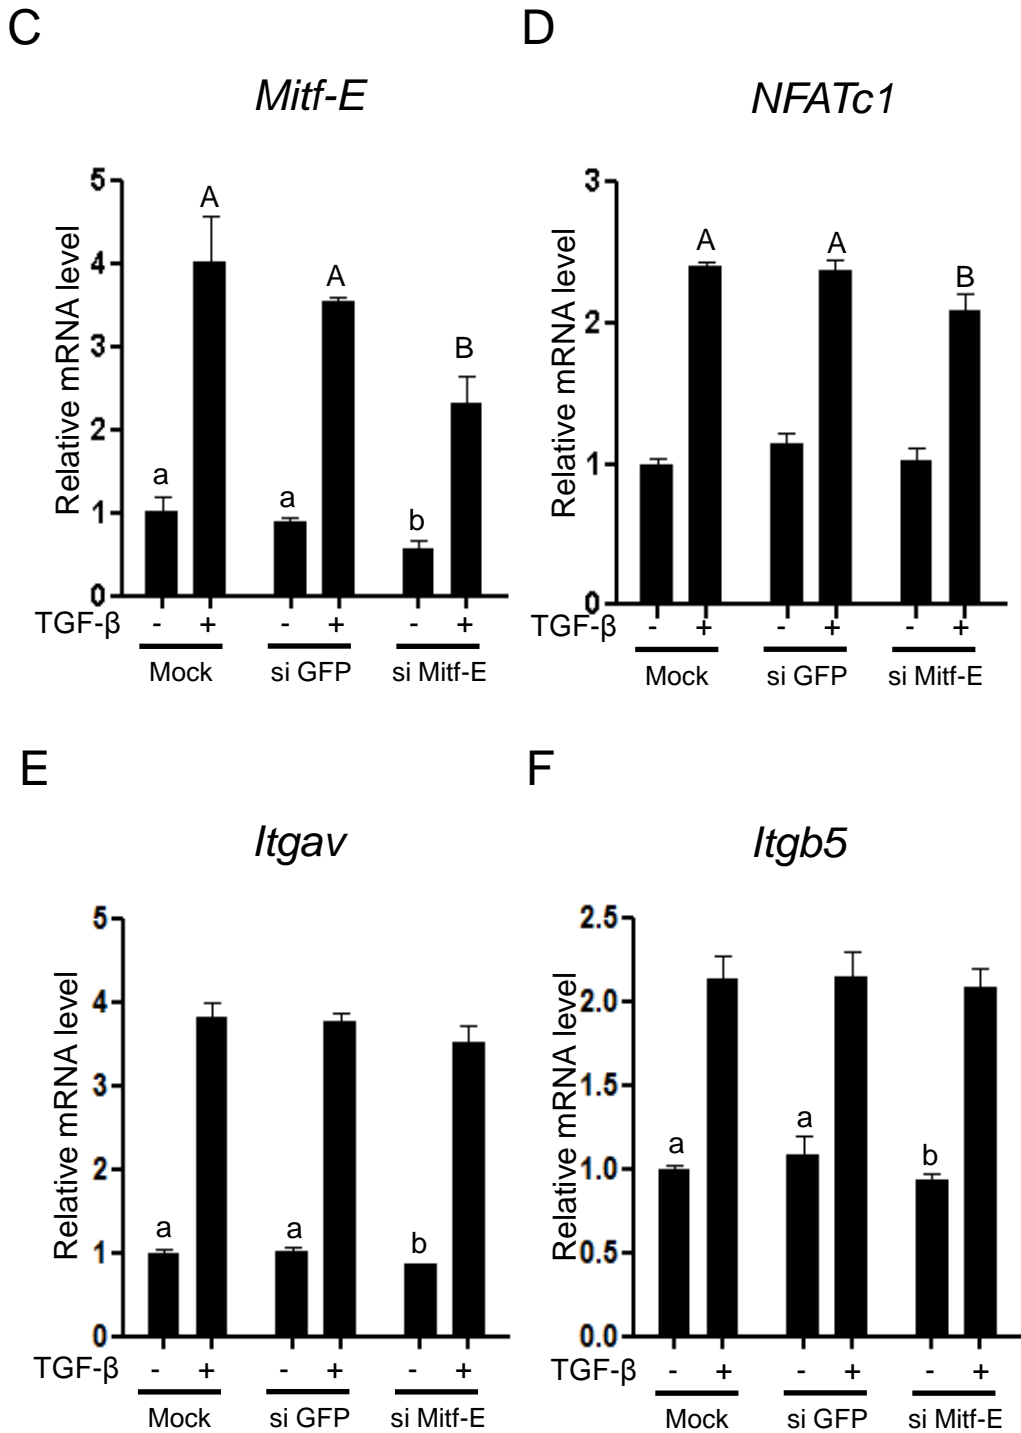 C
Mitf-E
Relative mRNA level
5
4
3
2
1
0
A
A
B
a
a
b
TGF-β - + - + - +
Mock si GFP si Mitf-E
D
NFATc1
Relative mRNA level
3
2
1
0
A
A
B
TGF-β - + - + - +
Mock si GFP si Mitf-E
E
Itgav
Relative mRNA level
5
4
3
2
1
0
a
a
b
TGF-β - + - + - +
Mock si GFP si Mitf-E
F
Itgb5
Relative mRNA level
2.5
2.0
1.5
1.0
0.5
0.0
a
a
b
TGF-β - + - + - +
Mock si GFP si Mitf-E